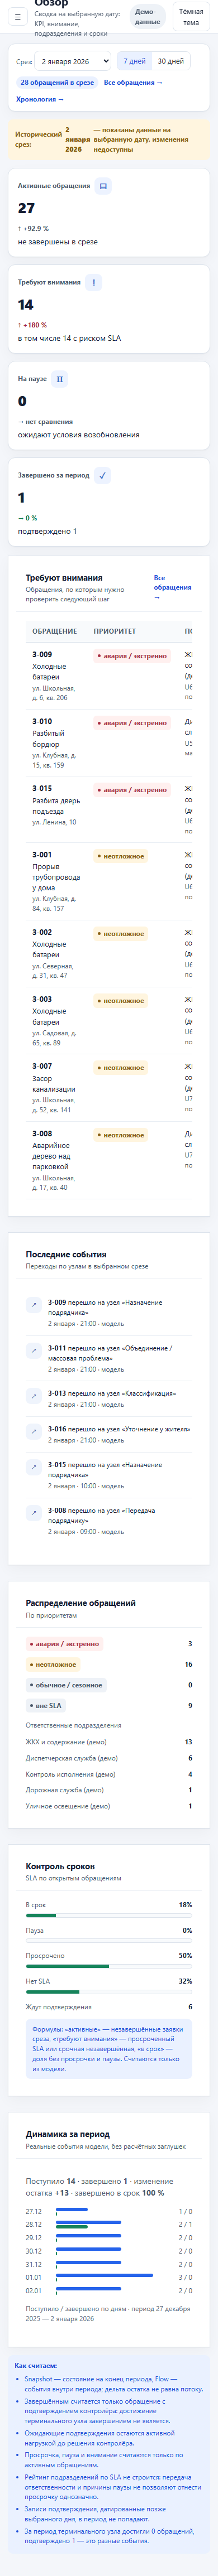 ☰
Обзор
Сводка на выбранную дату:
KPI, внимание,
подразделения и сроки
Демо-
данные
Тёмная
тема
Срез:
2 января 2026
7 дней
30 дней
28 обращений в срезе
Все обращения →
Хронология →
Исторический срез:
2 января 2026
— показаны данные на выбранную дату, изменения недоступны
Активные обращения
27
↑ +92.9 %
не завершены в срезе
Требуют внимания
!
14
↑ +180 %
в том числе 14 с риском SLA
На паузе
0
→ нет сравнения
ожидают условия возобновления
Завершено за период
✓
1
→ 0 %
подтверждено 1
Требуют внимания
Обращения, по которым нужно
проверить следующий шаг
Все
обращения
→
ОБРАЩЕНИЕ
ПРИОРИТЕТ
З-009
Холодные
батареи
ул. Школьная,
д. 6, кв. 206
• авария / экстренно
З-010
Разбитый
бордюр
ул. Клубная, д.
15, кв. 159
• авария / экстренно
З-015
Разбита дверь
подъезда
ул. Ленина, 10
• авария / экстренно
З-001
Прорыв
трубопровода
у дома
ул. Клубная, д.
84, кв. 157
• неотложное
З-002
Холодные
батареи
ул. Северная,
д. 31, кв. 47
• неотложное
З-003
Холодные
батареи
ул. Садовая, д.
65, кв. 89
• неотложное
З-007
Засор
канализации
ул. Школьная,
д. 52, кв. 141
• неотложное
З-008
Аварийное
дерево над
парковкой
ул. Школьная,
д. 17, кв. 40
• неотложное
Последние события
Переходы по узлам в выбранном срезе
З-009 перешло на узел «Назначение
подрядчика»
2 января · 21:00 · модель
З-011 перешло на узел «Объединение /
массовая проблема»
2 января · 21:00 · модель
З-013 перешло на узел «Классификация»
2 января · 21:00 · модель
З-016 перешло на узел «Уточнение у жителя»
2 января · 21:00 · модель
З-015 перешло на узел «Назначение
подрядчика»
2 января · 10:00 · модель
З-008 перешло на узел «Передача
подрядчику»
2 января · 09:00 · модель
Распределение обращений
По приоритетам
• авария / экстренно 3
• неотложное 16
• обычное / сезонное 0
• вне SLA 9
Ответственные подразделения
ЖКХ и содержание (демо) 13
Диспетчерская служба (демо) 6
Контроль исполнения (демо) 4
Дорожная служба (демо) 1
Уличное освещение (демо) 1
Контроль сроков
SLA по открытым обращениям
В срок 18%
Пауза 0%
Просрочено 50%
Нет SLA 32%
Ждут подтверждения 6
Формулы: «активные» — незавершённые заявки
среза, «требуют внимания» — просроченный
SLA или срочная незавершённая, «в срок» —
доля без просрочки и паузы. Считаются только
из модели.
Динамика за период
Реальные события модели, без расчётных заглушек
Поступило 14 · завершено 1 · изменение
остатка +13 · завершено в срок 100 %
27.12 1 / 0
28.12 2 / 1
29.12 2 / 0
30.12 2 / 0
31.12 2 / 0
01.01 3 / 0
02.01 2 / 0
Поступило / завершено по дням · период 27 декабря
2025 — 2 января 2026
Как считаем:
• Snapshot — состояние на конец периода, Flow —
события внутри периода; дельта остатка не равна потоку.
• Завершённым считается только обращение с
подтверждением контролёра; достижение
терминального узла завершением не является.
• Ожидающие подтверждения остаются активной
нагрузкой до решения контролёра.
• Просрочка, пауза и внимание считаются только по
активным обращениям.
• Рейтинг подразделений по SLA не строится: передача
ответственности и причины паузы не позволяют отнести
просрочку однозначно.
• Записи подтверждения, датированные позже
выбранного дня, в период не попадают.
• За период терминального узла достигли 0 обращений,
подтверждено 1 — это разные события.